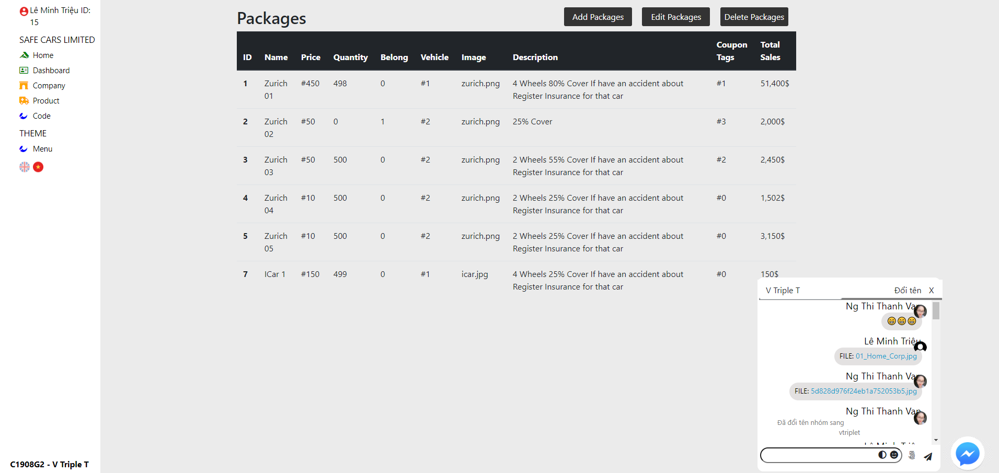 Lê Minh Triệu ID:
15
SAFE CARS LIMITED
Home
Dashboard
Company
Product
Code
THEME
Menu
C1908G2 - V Triple T
Packages
Add Packages Edit Packages Delete Packages
ID Name Price Quantity Belong Vehicle Image Description Coupon Tags Total Sales
1 Zurich #450 498 0 #1 zurich.png 4 Wheels 80% Cover If have an accident about #1 51,400$
01 Register Insurance for that car
2 Zurich #50 0 1 #2 zurich.png 25% Cover #3 2,000$
02
3 Zurich #50 500 0 #2 zurich.png 2 Wheels 55% Cover If have an accident about #2 2,450$
03 Register Insurance for that car
4 Zurich #10 500 0 #2 zurich.png 2 Wheels 25% Cover If have an accident about #0 1,502$
04 Register Insurance for that car
5 Zurich #10 500 0 #2 zurich.png 2 Wheels 25% Cover If have an accident about #0 3,150$
05 Register Insurance for that car
7 ICar 1 #150 499 0 #1 icar.jpg 4 Wheels 25% Cover If have an accident about #0 150$
Register Insurance for that car
V Triple T Đổi tên X
Ng Thi Thanh Van
Lê Minh Triệu
FILE: 01_Home_Corp.jpg
Ng Thi Thanh Van
FILE: 5d828d976f24eb1a752053b5.jpg
Ng Thi Thanh Van
Đã đổi tên nhóm sang
vtriplet